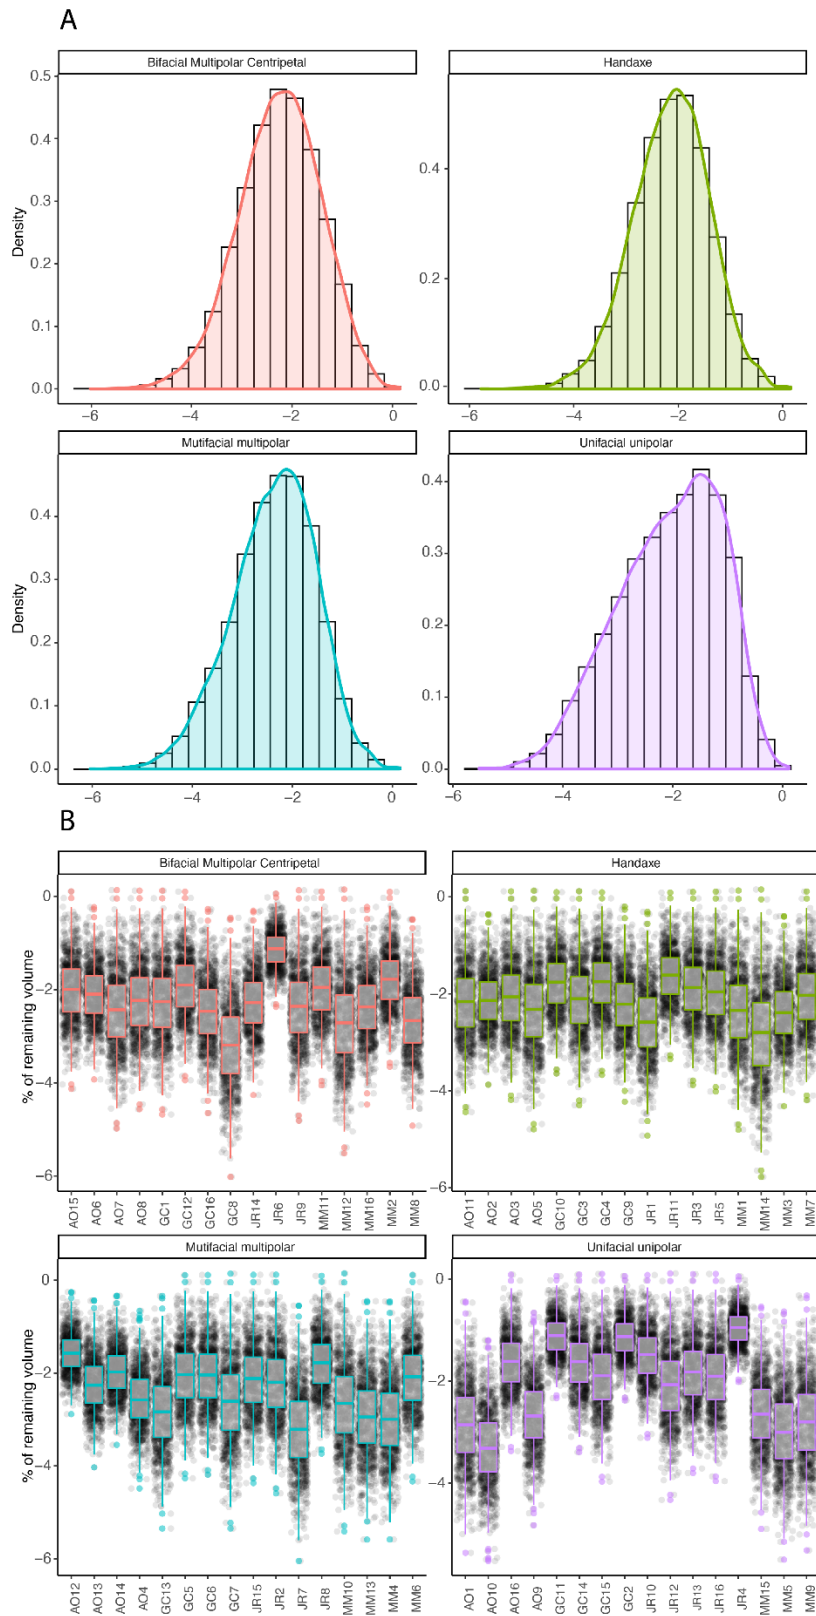 A
Bifacial Multipolar Centripetal
Handaxe
Density
0.5
0.4
0.3
0.2
0.1
0.0
−6
−4
−2
0
0.4
0.2
0.0
−6
−4
−2
0
Mutifacial multipolar
Unifacial unipolar
Density
0.4
0.3
0.2
0.1
0.0
−6
−4
−2
0
0.4
0.3
0.2
0.1
0.0
−6
−4
−2
0
B
Bifacial Multipolar Centripetal
Handaxe
% of remaining volume
0
−2
−4
−6
AO15
AO6
AO7
AO8
GC1
GC12
GC16
GC8
JR14
JR6
JR9
MM11
MM12
MM16
MM2
MM8
0
−2
−4
−6
AO11
AO2
AO3
AO5
GC10
GC3
GC4
GC9
JR1
JR11
JR3
JR5
MM1
MM14
MM3
MM7
Mutifacial multipolar
Unifacial unipolar
% of remaining volume
0
−2
−4
−6
AO12
AO13
AO14
AO4
GC13
GC5
GC6
GC7
JR15
JR2
JR7
JR8
MM10
MM13
MM4
MM6
0
−2
−4
AO1
AO10
AO16
AO9
GC11
GC14
GC15
GC2
JR10
JR12
JR13
JR16
JR4
MM15
MM5
MM9